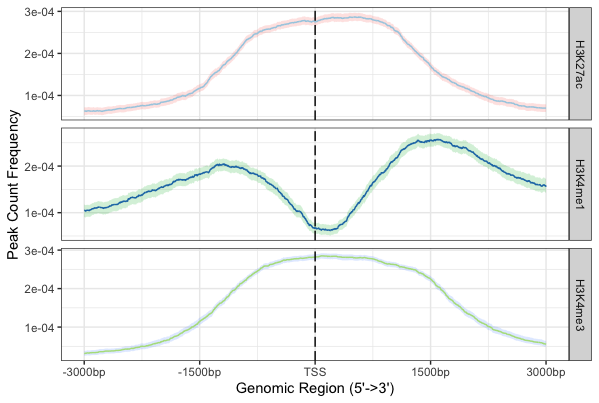 Peak Count Frequency
3e-04
2e-04
1e-04
H3K27ac
2e-04
1e-04
H3K4me1
3e-04
2e-04
1e-04
H3K4me3
-3000bp -1500bp TSS 1500bp 3000bp
Genomic Region (5'->3')